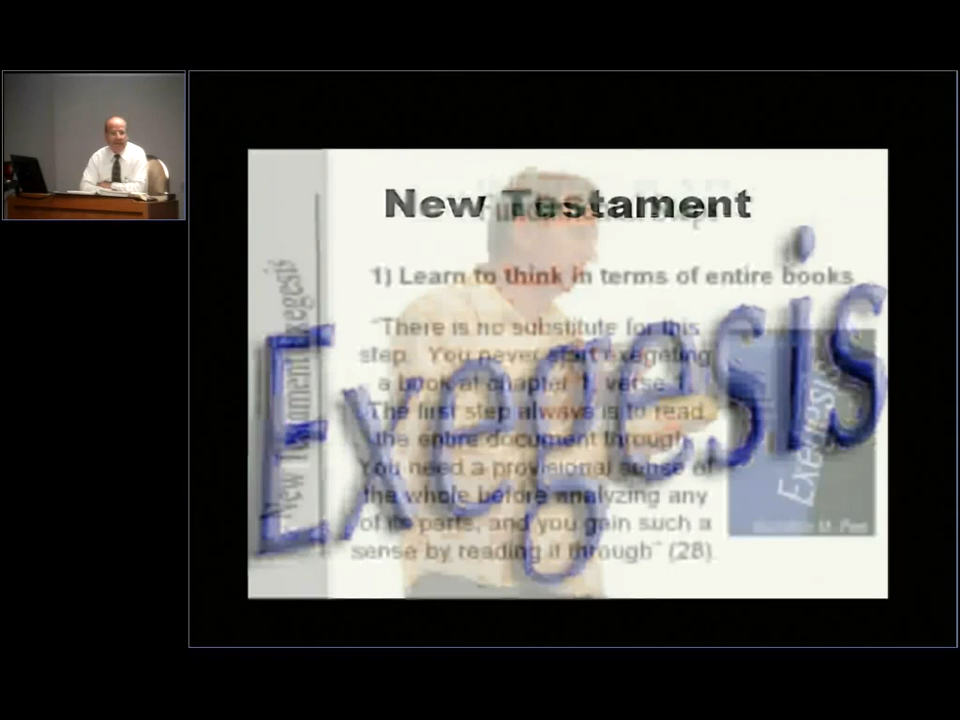 New Testament
1) Learn to think in terms of entire books
"There is no substitute for this
step. You never start exegeting
a book at chapter 1, verse 1.
The first step always is to read
the entire document through.
You need a provisional sense of
the whole before analyzing any
of its parts, and you gain such a
sense by reading it through" (28)
Exegesis
New Testament Exegesis
Exegesis